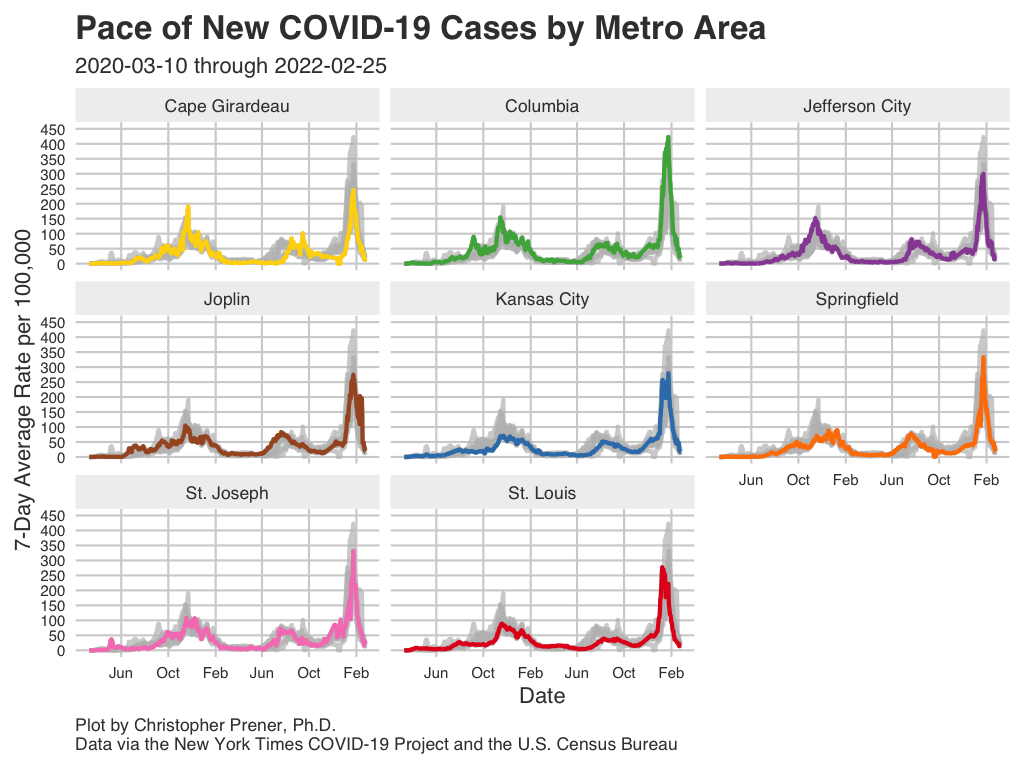 Pace of New COVID-19 Cases by Metro Area
2020-03-10 through 2022-02-25
Cape Girardeau
Columbia
Jefferson City
450
400
350
300
250
200
150
100
50
0
Joplin
Kansas City
Springfield
450
400
350
300
250
200
150
100
50
0
Jun Oct Feb Jun Oct Feb
St. Joseph
St. Louis
450
400
350
300
250
200
150
100
50
0
Jun Oct Feb Jun Oct Feb
Jun Oct Feb Jun Oct Feb
7-Day Average Rate per 100,000
Date
Plot by Christopher Prener, Ph.D.
Data via the New York Times COVID-19 Project and the U.S. Census Bureau